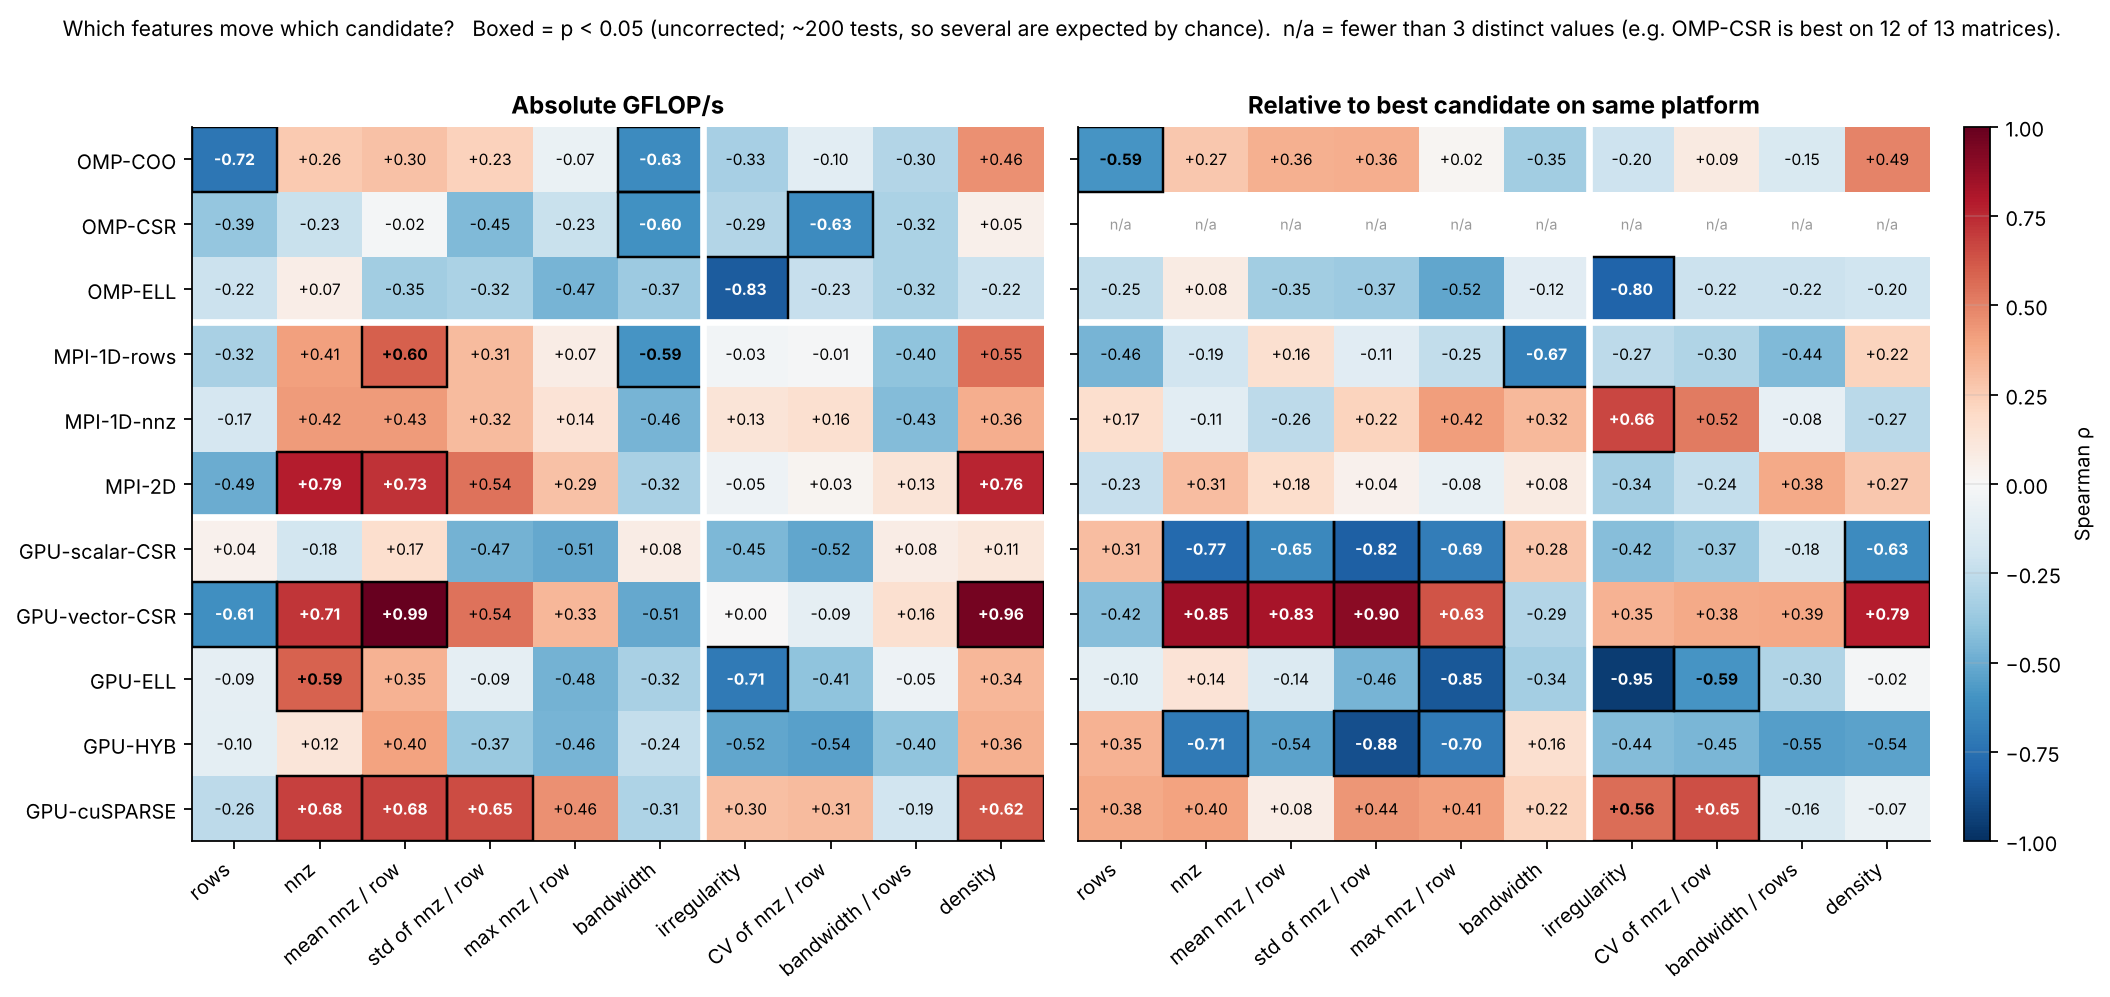 Which features move which candidate?   Boxed = p < 0.05 (uncorrected; ~200 tests, so several are expected by chance).  n/a = fewer than 3 distinct values (e.g. OMP-CSR is best on 12 of 13 matrices).
Absolute GFLOP/s
Relative to best candidate on same platform
OMP-COO -0.72 +0.26 +0.30 +0.23 -0.07 -0.63 -0.33 -0.10 -0.30 +0.46 -0.59 +0.27 +0.36 +0.36 +0.02 -0.35 -0.20 +0.09 -0.15 +0.49
OMP-CSR -0.39 -0.23 -0.02 -0.45 -0.23 -0.60 -0.29 -0.63 -0.32 +0.05 n/a n/a n/a n/a n/a n/a n/a n/a n/a n/a
OMP-ELL -0.22 +0.07 -0.35 -0.32 -0.47 -0.37 -0.83 -0.23 -0.32 -0.22 -0.25 +0.08 -0.35 -0.37 -0.52 -0.12 -0.80 -0.22 -0.22 -0.20
MPI-1D-rows -0.32 +0.41 +0.60 +0.31 +0.07 -0.59 -0.03 -0.01 -0.40 +0.55 -0.46 -0.19 +0.16 -0.11 -0.25 -0.67 -0.27 -0.30 -0.44 +0.22
MPI-1D-nnz -0.17 +0.42 +0.43 +0.32 +0.14 -0.46 +0.13 +0.16 -0.43 +0.36 +0.17 -0.11 -0.26 +0.22 +0.42 +0.32 +0.66 +0.52 -0.08 -0.27
MPI-2D -0.49 +0.79 +0.73 +0.54 +0.29 -0.32 -0.05 +0.03 +0.13 +0.76 -0.23 +0.31 +0.18 +0.04 -0.08 +0.08 -0.34 -0.24 +0.38 +0.27
GPU-scalar-CSR +0.04 -0.18 +0.17 -0.47 -0.51 +0.08 -0.45 -0.52 +0.08 +0.11 +0.31 -0.77 -0.65 -0.82 -0.69 +0.28 -0.42 -0.37 -0.18 -0.63
GPU-vector-CSR -0.61 +0.71 +0.99 +0.54 +0.33 -0.51 +0.00 -0.09 +0.16 +0.96 -0.42 +0.85 +0.83 +0.90 +0.63 -0.29 +0.35 +0.38 +0.39 +0.79
GPU-ELL -0.09 +0.59 +0.35 -0.09 -0.48 -0.32 -0.71 -0.41 -0.05 +0.34 -0.10 +0.14 -0.14 -0.46 -0.85 -0.34 -0.95 -0.59 -0.30 -0.02
GPU-HYB -0.10 +0.12 +0.40 -0.37 -0.46 -0.24 -0.52 -0.54 -0.40 +0.36 +0.35 -0.71 -0.54 -0.88 -0.70 +0.16 -0.44 -0.45 -0.55 -0.54
GPU-cuSPARSE -0.26 +0.68 +0.68 +0.65 +0.46 -0.31 +0.30 +0.31 -0.19 +0.62 +0.38 +0.40 +0.08 +0.44 +0.41 +0.22 +0.56 +0.65 -0.16 -0.07
rows nnz mean nnz / row std of nnz / row max nnz / row bandwidth irregularity CV of nnz / row bandwidth / rows density
rows nnz mean nnz / row std of nnz / row max nnz / row bandwidth irregularity CV of nnz / row bandwidth / rows density
1.00
0.75
0.50
0.25
0.00
−0.25
−0.50
−0.75
−1.00
Spearman ρ